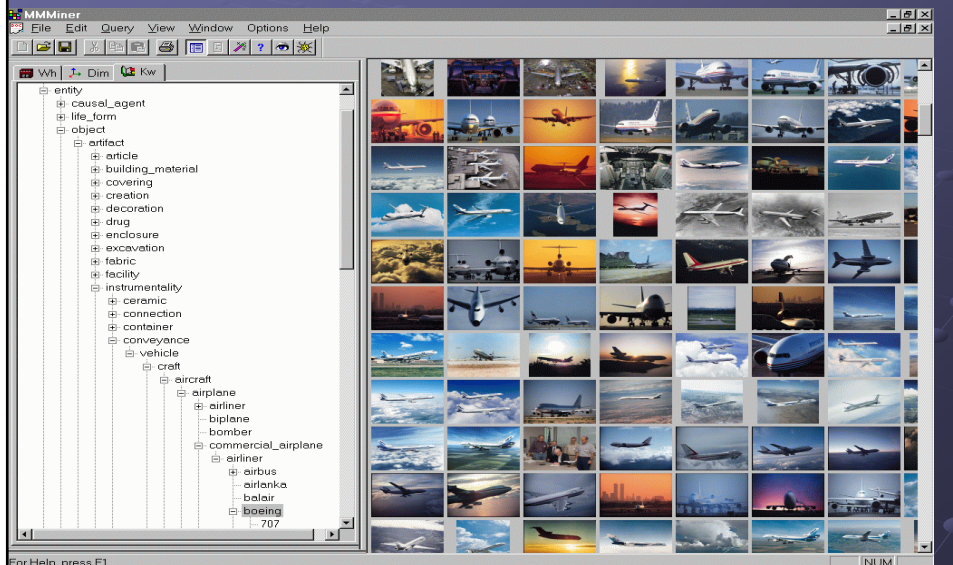 MMMiner
File Edit Query View Window Options Help
Wh Dim Kw
entity
causal_agent
life_form
object
artifact
article
building_material
covering
creation
decoration
drug
enclosure
excavation
fabric
facility
instrumentality
ceramic
connection
container
conveyance
vehicle
craft
aircraft
airplane
airliner
biplane
bomber
commercial_airplane
airliner
airbus
airlanka
balair
boeing
707
For Help, press F1 NUM